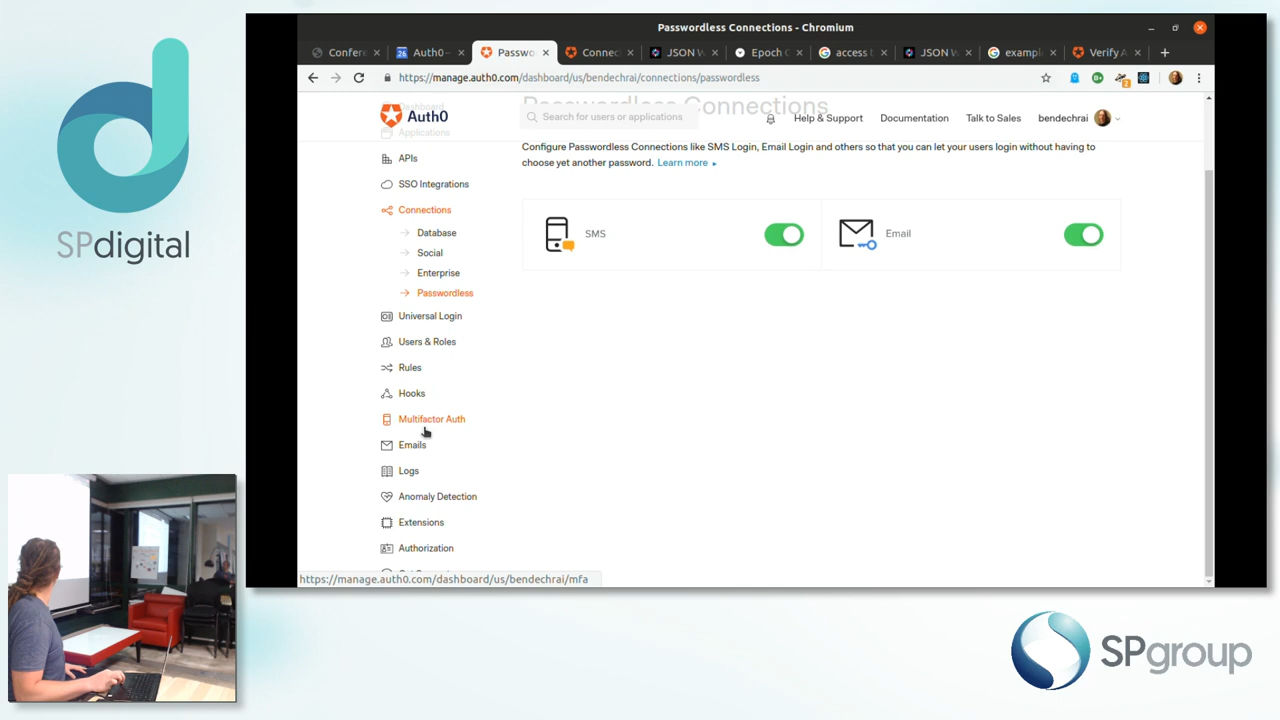 SPdigital
Passwordless Connections - Chromium
Confer
Auth0 -
Passwo
Connec
JSON W
Epoch C
access b
JSON W
exampl
Verify A
https://manage.auth0.com/dashboard/us/bendechrai/connections/passwordless
Passwordless Connections
Dashboard
Auth0
Search for users or applications
Help & Support
Documentation
Talk to Sales
bendechrai
Applications
Configure Passwordless Connections like SMS Login, Email Login and others so that you can let your users login without having to
choose yet another password. Learn more ▸
APIs
SSO Integrations
Connections
Database
Social
Enterprise
Passwordless
Universal Login
Users & Roles
Rules
Hooks
Multifactor Auth
Emails
Logs
Anomaly Detection
Extensions
Authorization
SMS
Email
https://manage.auth0.com/dashboard/us/bendechrai/mfa
SPgroup